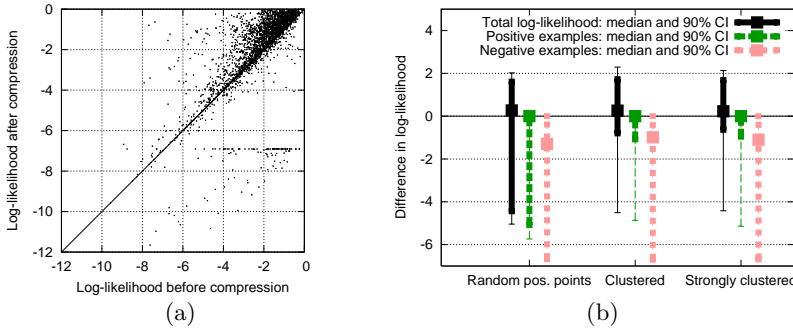 Log-likelihood after compression
0
-2
-4
-6
-8
-10
-12
-12 -10 -8 -6 -4 -2 0
Log-likelihood before compression
(a)
Difference in log-likelihood
4
2
0
-2
-4
-6
Total log-likelihood: median and 90% CI
Positive examples: median and 90% CI
Negative examples: median and 90% CI
Random pos. points Clustered Strongly clustered
(b)